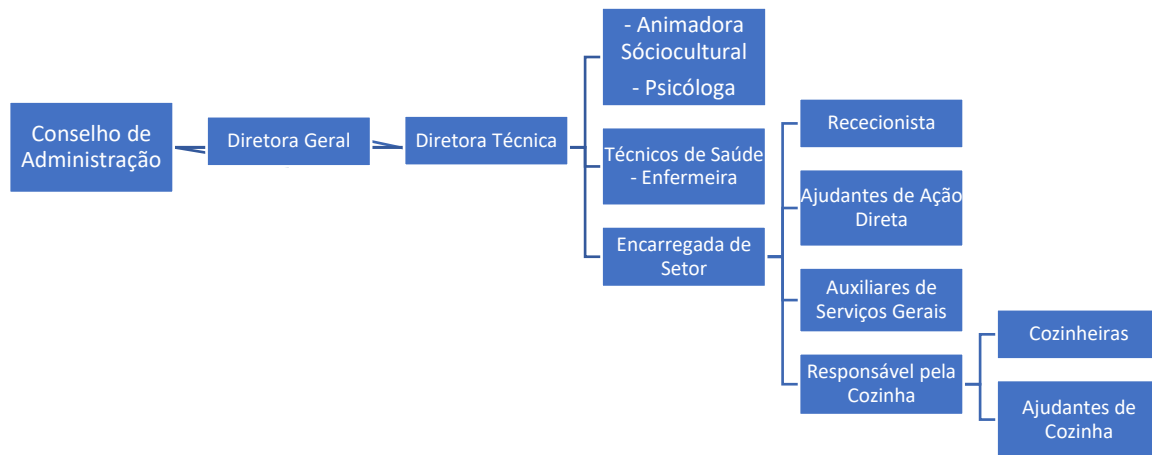 Conselho de
Administração
Diretora Geral
Diretora Técnica
- Animadora
Sóciocultural
- Psicóloga
Técnicos de Saúde
- Enfermeira
Encarregada de
Setor
Rececionista
Ajudantes de Ação
Direta
Auxiliares de
Serviços Gerais
Responsável pela
Cozinha
Cozinheiras
Ajudantes de
Cozinha